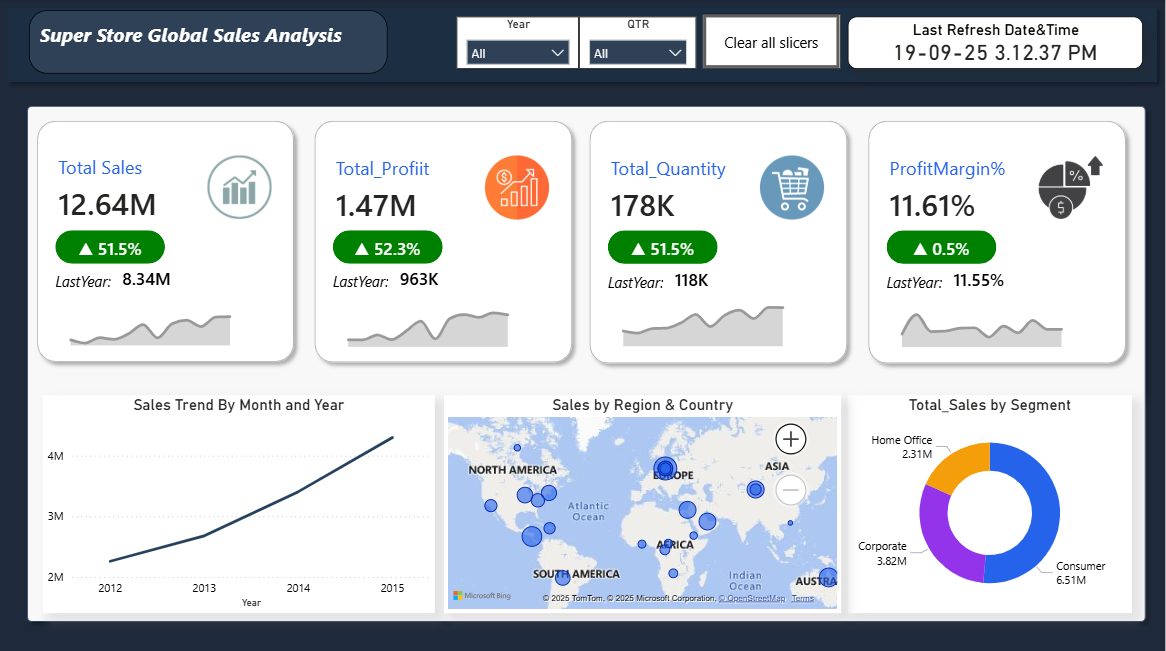 Super Store Global Sales Analysis
Year
All
QTR
All
Clear all slicers
Last Refresh Date&Time
19-09-25 3.12.37 PM
Total Sales
12.64M
▲ 51.5%
LastYear: 8.34M
Total_Profiit
1.47M
▲ 52.3%
LastYear: 963K
Total_Quantity
178K
▲ 51.5%
LastYear: 118K
ProfitMargin%
%
$
11.61%
▲ 0.5%
LastYear: 11.55%
Sales Trend By Month and Year
4M
3M
2M
2012 2013 2014 2015
Year
Sales by Region & Country
NORTH AMERICA
EUROPE
ASIA
Atlantic
Ocean
AFRICA
SOUTH AMERICA
Indian
Ocean
AUSTRA
Microsoft Bing
© 2025 TomTom, © 2025 Microsoft Corporation, © OpenStreetMap Terms
Total_Sales by Segment
Home Office
2.31M
Corporate
3.82M
Consumer
6.51M